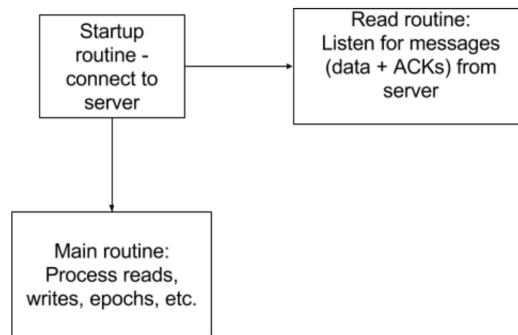 Startup
routine -
connect to
server
Read routine:
Listen for messages
(data + ACKs) from
server
Main routine:
Process reads,
writes, epochs, etc.